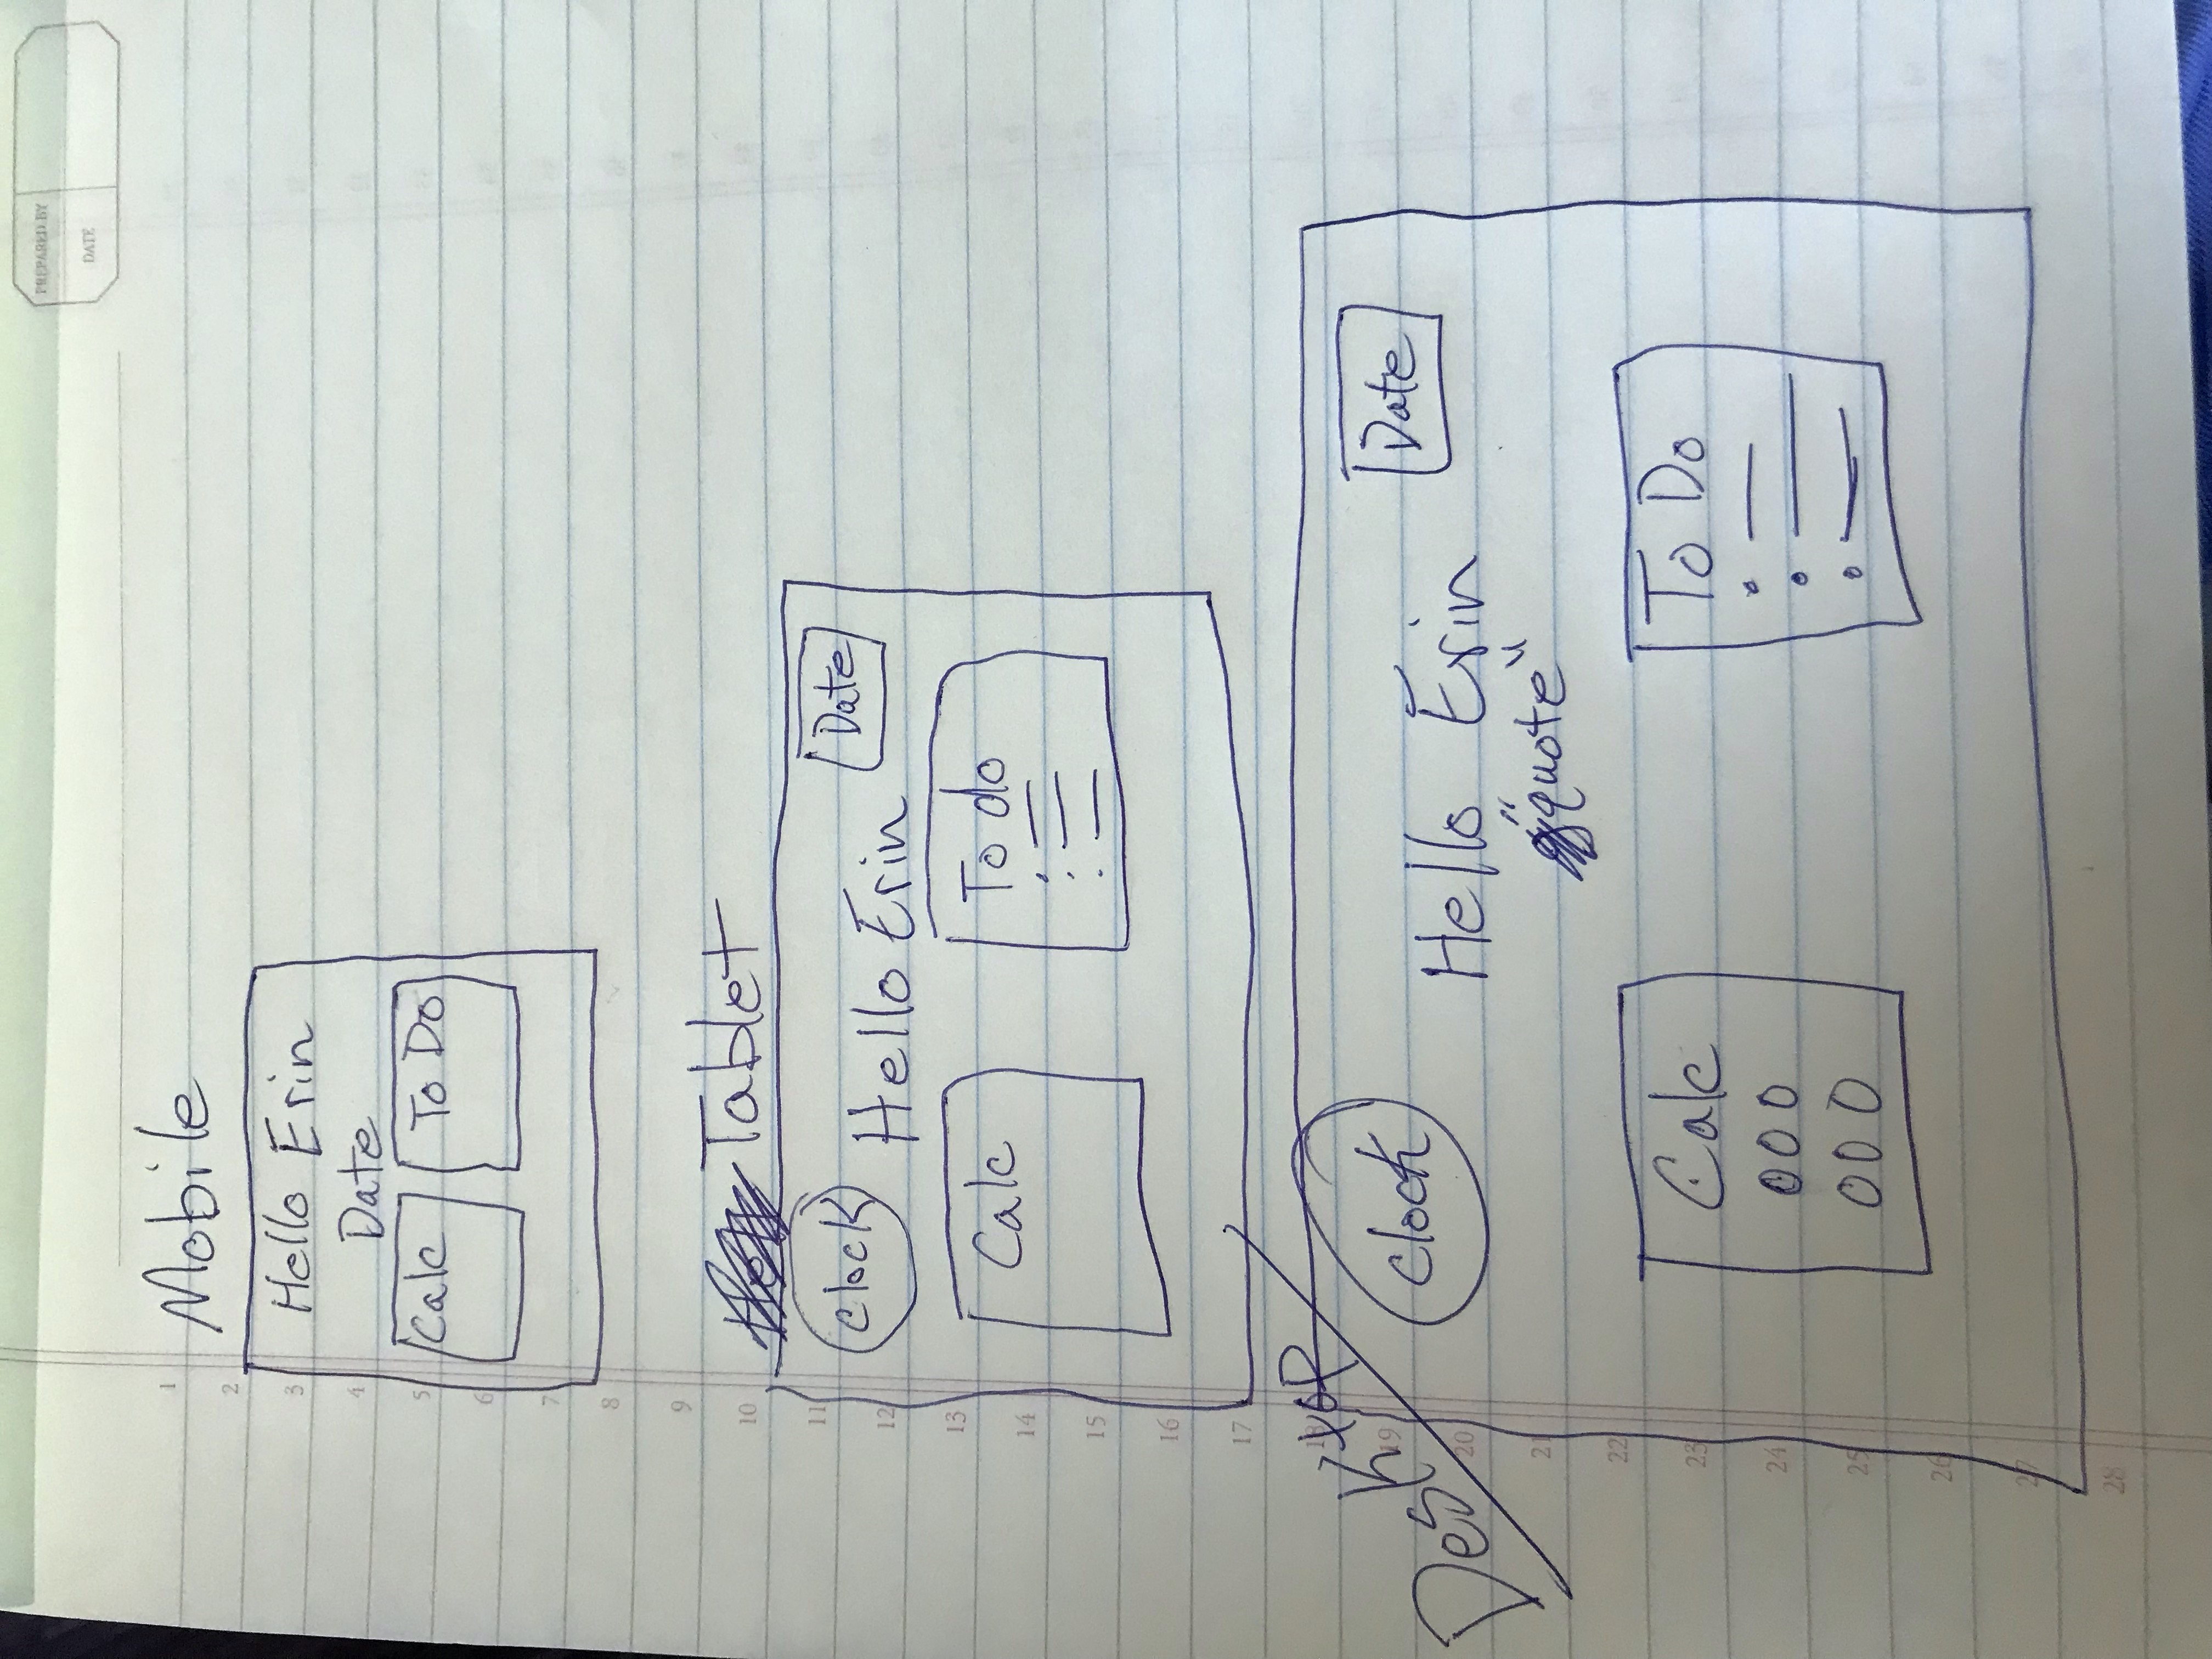 PREPARED BY
DATE
1
Mobile
2
3
Hello Erin
4
Date
5
Calc To Do
6
7
8
9
10
Tablet
11
clock Date
12
Hello Erin
13
Calc To do
14
15
16
17
Desktop
18
19
clock Date
20
Hello Erin
21
"quote"
22
23
Calc To Do
24
000
25
000
26
27
28